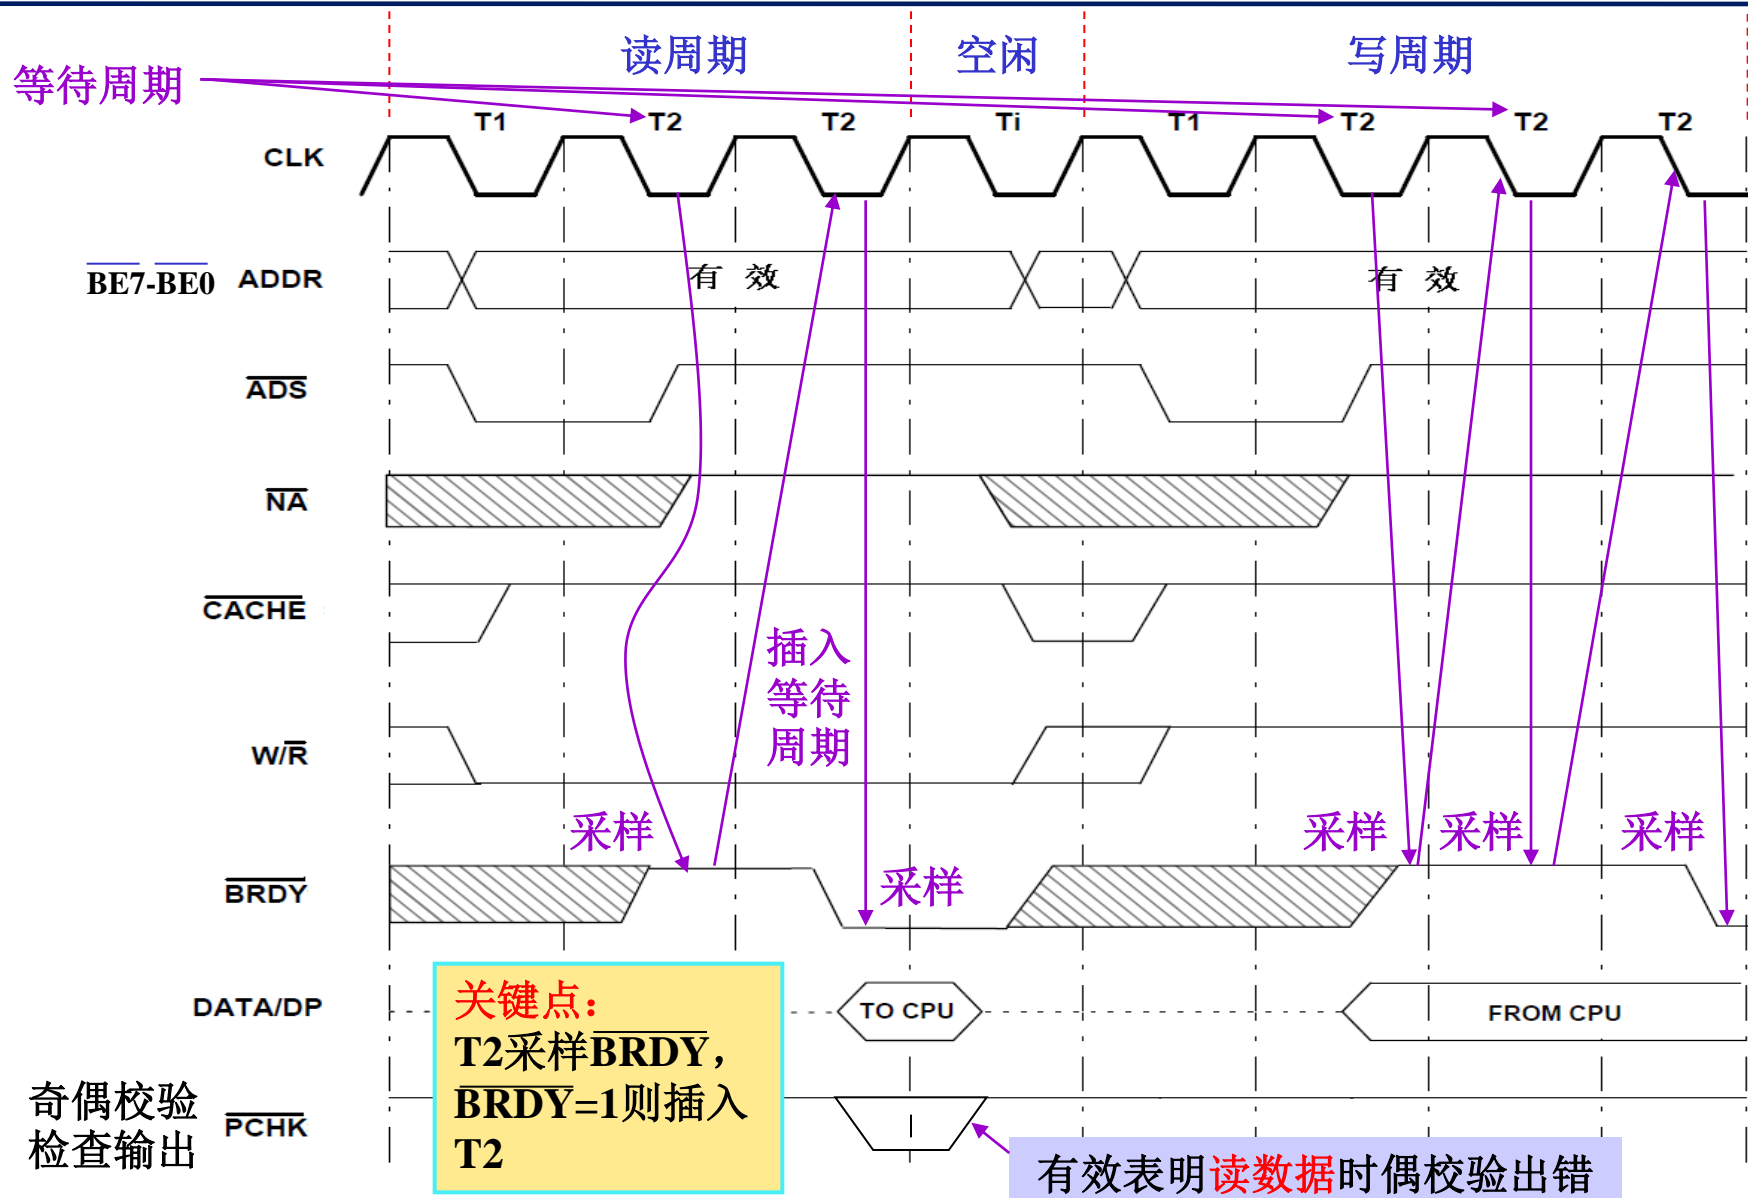 读周期
空闲
写周期
等待周期
T1
T2
T2
Ti
T1
T2
T2
T2
CLK
BE7-BE0 ADDR
有 效
有 效
ADS
NA
CACHE
插入
等待
周期
W/R
采样
采样
采样
采样
采样
BRDY
DATA/DP
TO CPU
FROM CPU
关键点：
T2采样BRDY，
BRDY=1则插入
T2
奇偶校验
检查输出
PCHK
有效表明读数据时偶校验出错